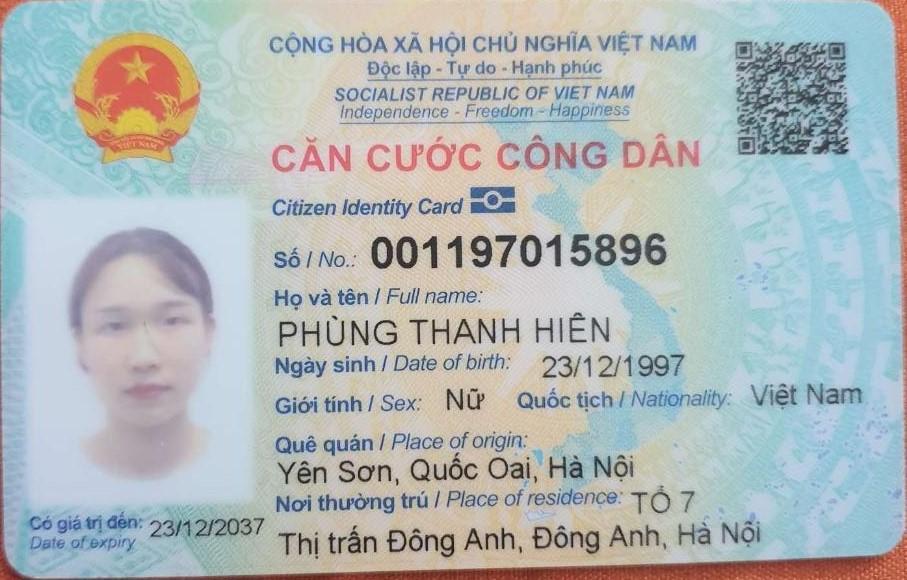 CỘNG HÒA XÃ HỘI CHỦ NGHĨA VIỆT NAM
Độc lập - Tự do - Hạnh phúc
SOCIALIST REPUBLIC OF VIET NAM
Independence - Freedom - Happiness
CĂN CƯỚC CÔNG DÂN
Citizen Identity Card
Số / No.: 001197015896
Họ và tên / Full name:
PHÙNG THANH HIÊN
Ngày sinh / Date of birth: 23/12/1997
Giới tính / Sex: Nữ Quốc tịch / Nationality: Việt Nam
Quê quán / Place of origin:
Yên Sơn, Quốc Oai, Hà Nội
Nơi thường trú / Place of residence: TỔ 7
Thị trấn Đông Anh, Đông Anh, Hà Nội
Có giá trị đến: 23/12/2037
Date of expiry
VIỆT NAM